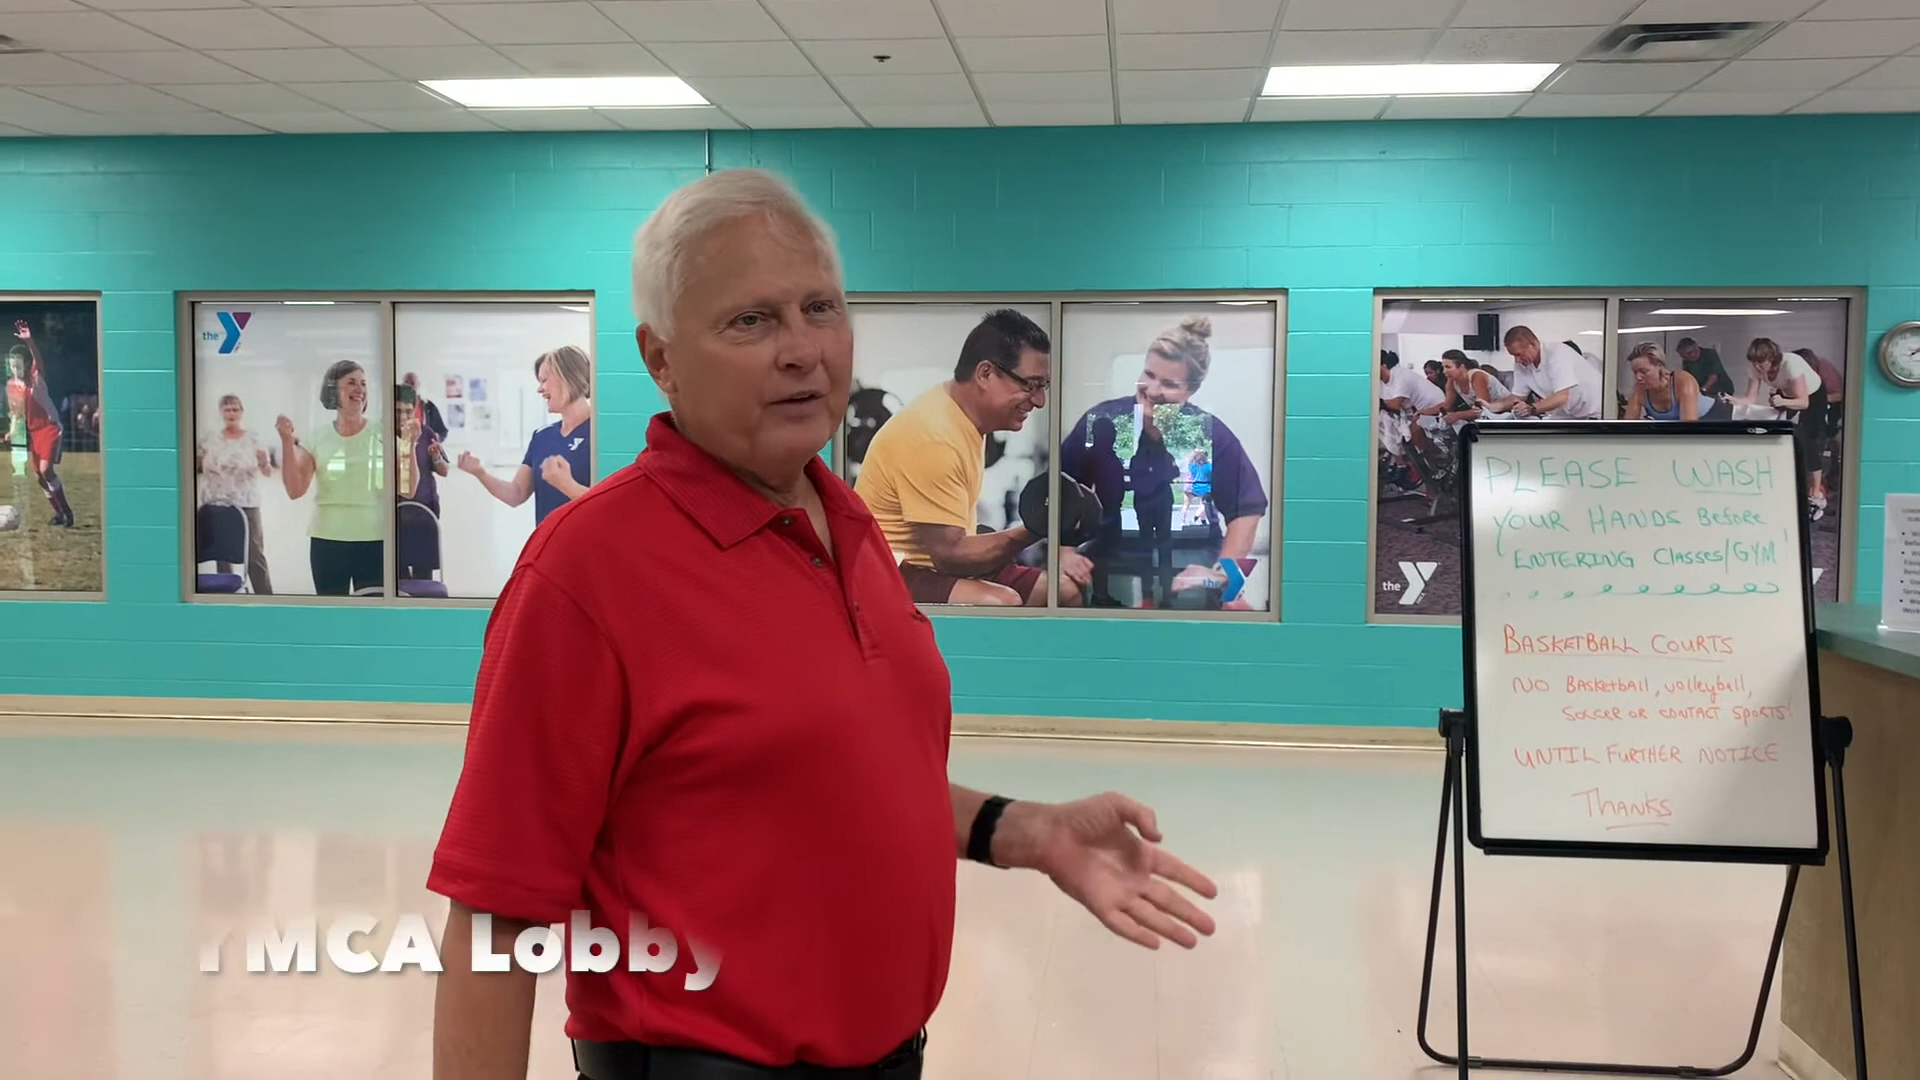 the Y
PLEASE WASH
YOUR HANDS BEFORE
ENTERING CLASSES/GYM!
BASKETBALL COURTS
NO BASKETBALL, volleyball,
SOCCER OR CONTACT SPORTS!
UNTIL FURTHER NOTICE
THANKS
the Y
the Y
YMCA Lobby